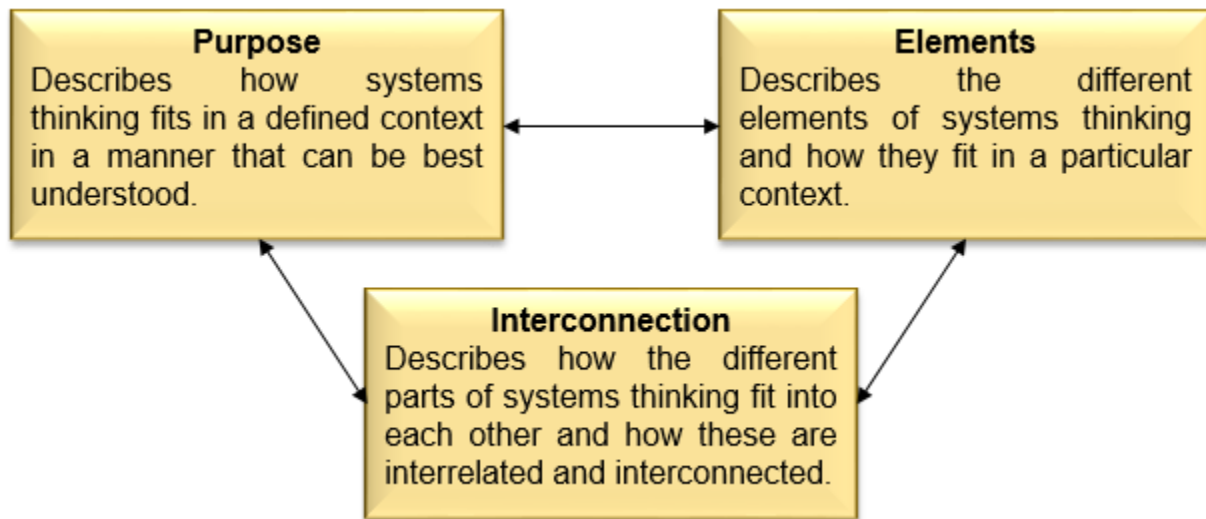 Purpose
Describes how systems
thinking fits in a defined context
in a manner that can be best
understood.
Elements
Describes the different
elements of systems thinking
and how they fit in a particular
context.
Interconnection
Describes how the different
parts of systems thinking fit into
each other and how these are
interrelated and interconnected.